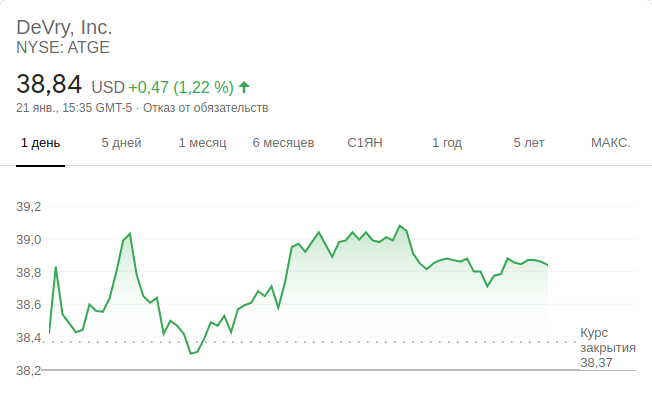 DeVry, Inc.
NYSE: ATGE
38,84 USD +0,47 (1,22 %)
21 янв., 15:35 GMT-5 · Отказ от обязательств
1 день 5 дней 1 месяц 6 месяцев С1ЯН 1 год 5 лет МАКС.
39,2
39,0
38,8
38,6
38,4
38,2
Курс
закрытия
38,37